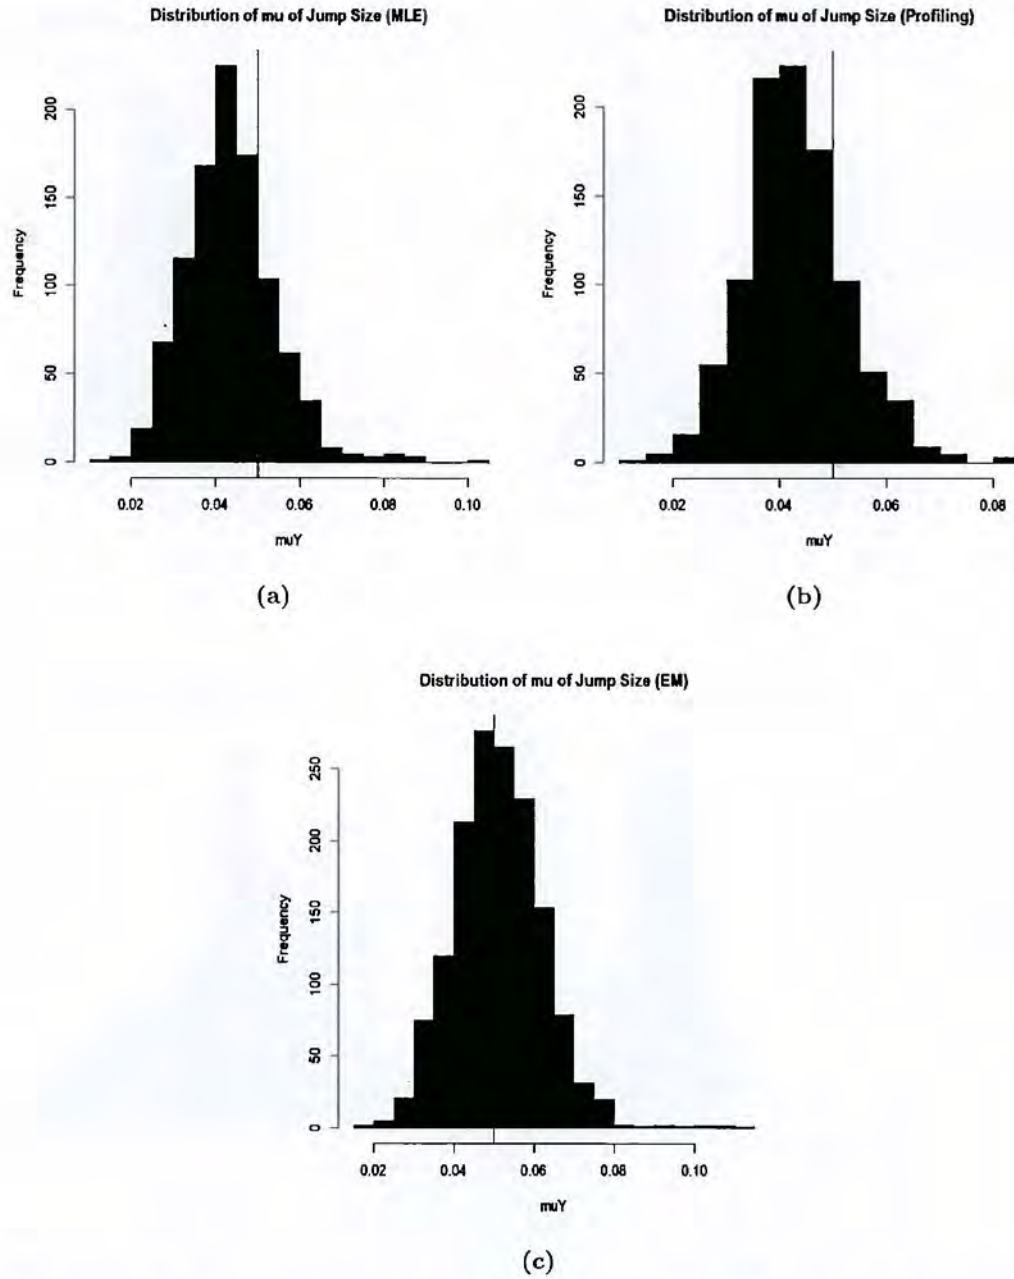 Distribution of mu of Jump Size (MLE)
Frequency
0
50
100
150
200
0.02 0.04 0.06 0.08 0.10
muY
(a)
Distribution of mu of Jump Size (Profiling)
Frequency
0
50
100
150
200
0.02 0.04 0.06 0.08
muY
(b)
Distribution of mu of Jump Size (EM)
Frequency
0
50
100
150
200
250
0.02 0.04 0.06 0.08 0.10
muY
(c)